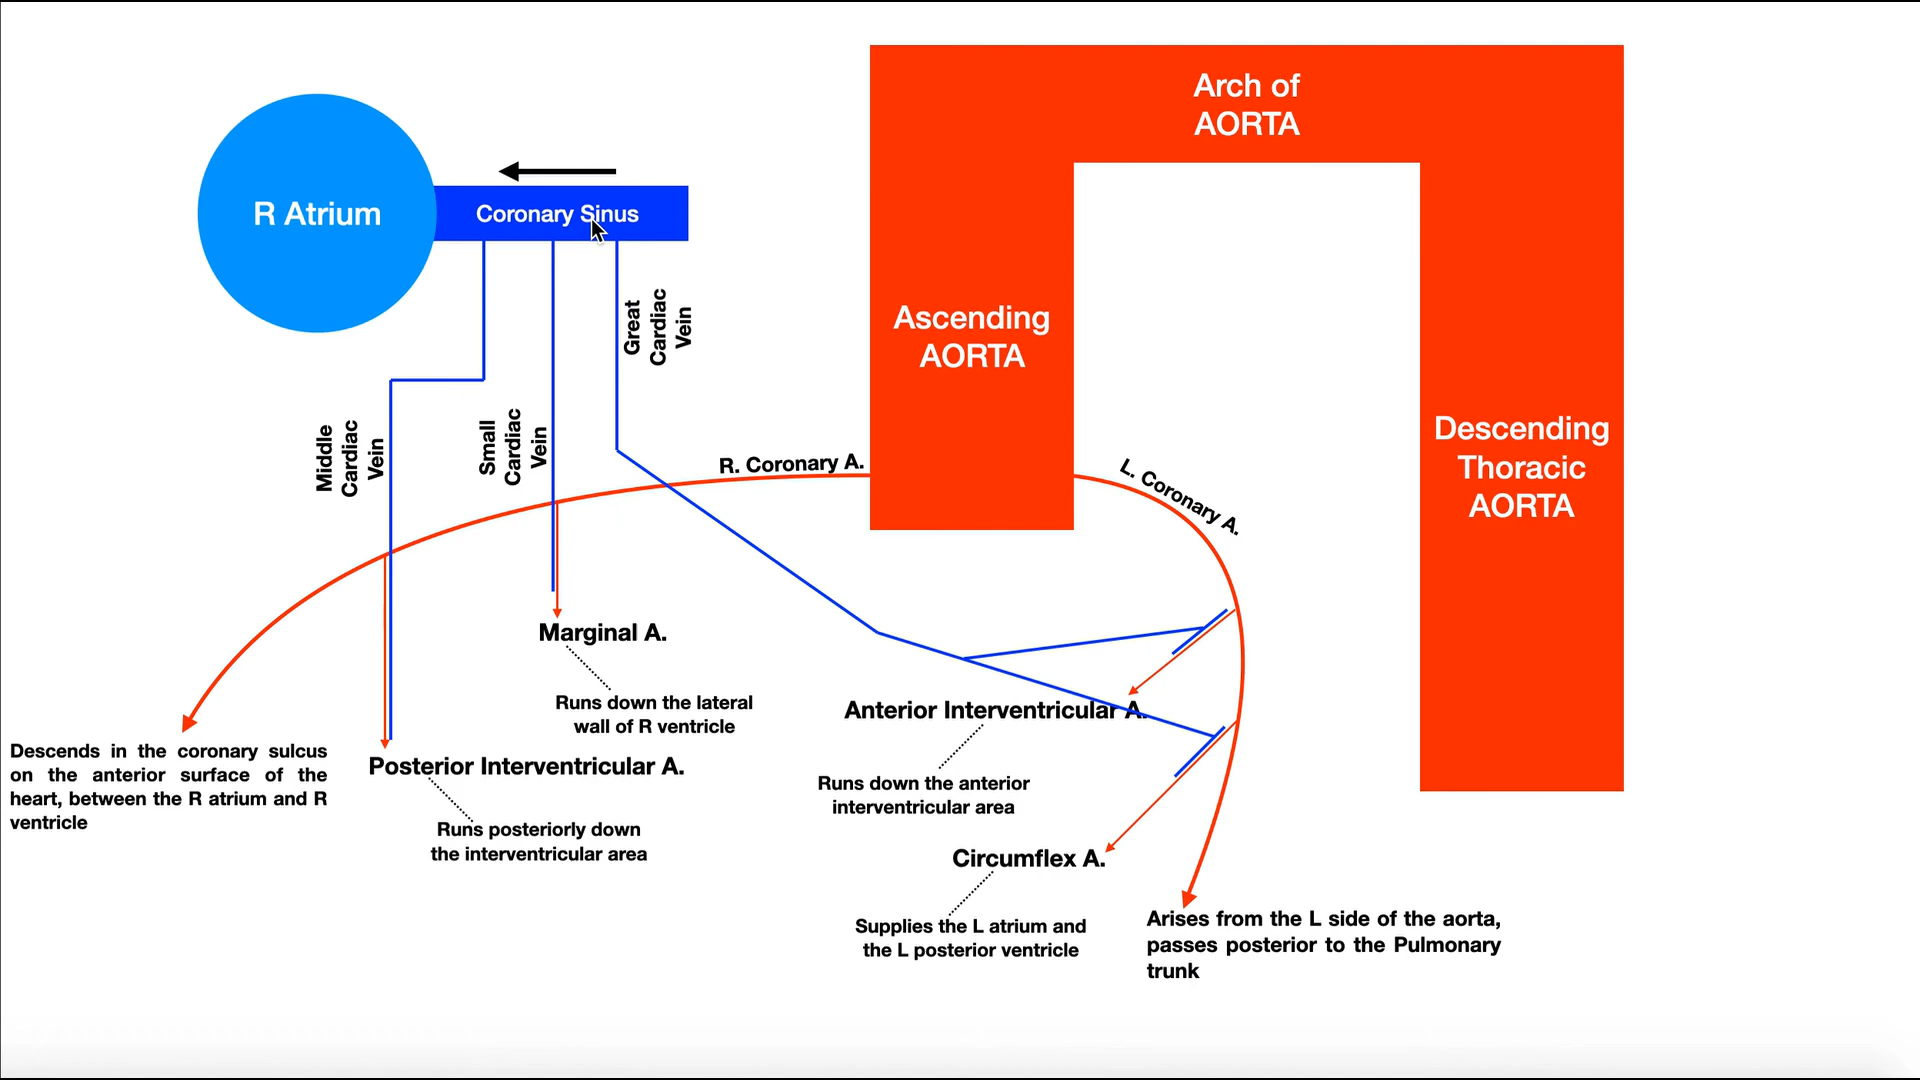 Arch of
AORTA
R Atrium
Coronary Sinus
Great
Cardiac
Vein
Ascending
AORTA
Middle
Cardiac
Vein
Small
Cardiac
Vein
R. Coronary A.
L. Coronary A.
Descending
Thoracic
AORTA
Marginal A.
Runs down the lateral
wall of R ventricle
Anterior Interventricular A.
Descends in the coronary sulcus
on the anterior surface of the
heart, between the R atrium and R
ventricle
Posterior Interventricular A.
Runs posteriorly down
the interventricular area
Runs down the anterior
interventricular area
Circumflex A.
Supplies the L atrium and
the L posterior ventricle
Arises from the L side of the aorta,
passes posterior to the Pulmonary
trunk